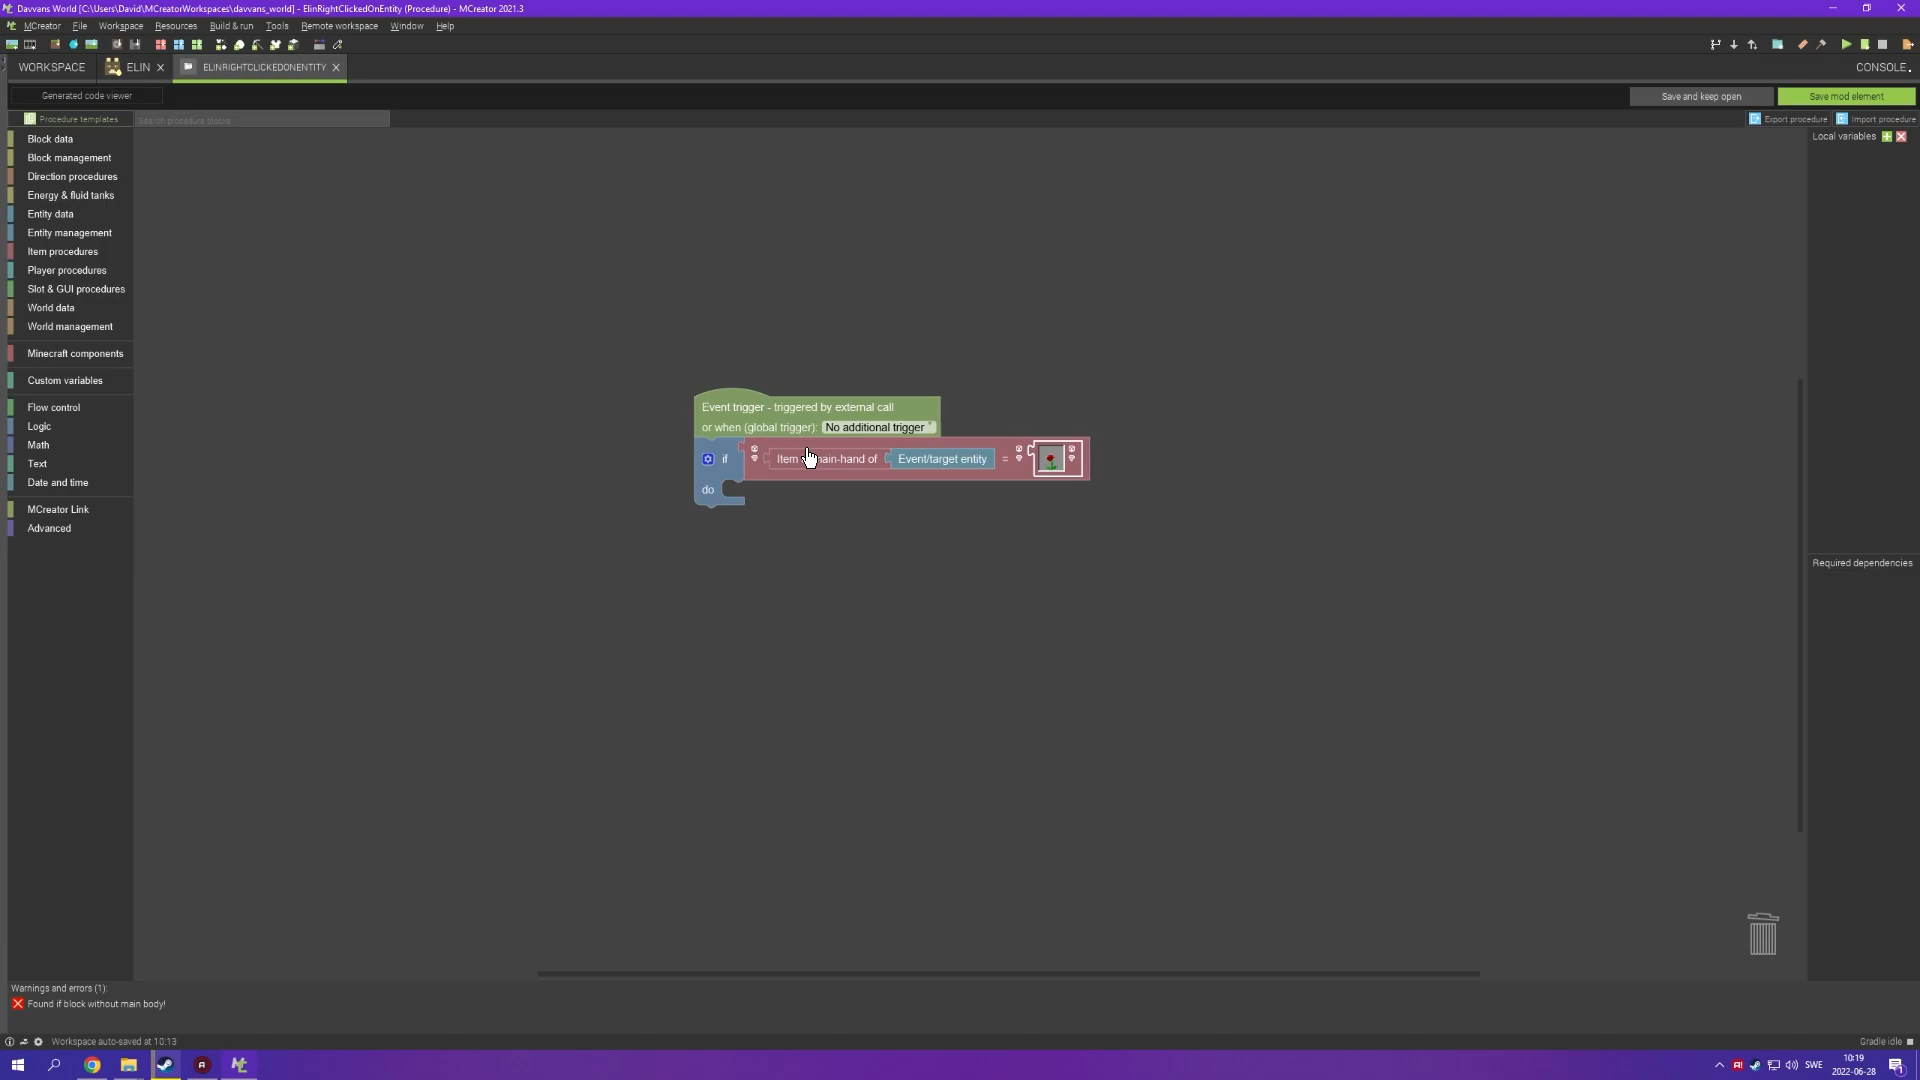 Davvans World [C:\Users\David\MCreatorWorkspaces\davvans_world] - ElinRightClickedOnEntity (Procedure) - MCreator 2021.3
MCreator File Workspace Resources Build & run Tools Remote workspace Window Help
WORKSPACE ELIN ELINRIGHTCLICKEDONENTITY CONSOLE
Generated code viewer Save and keep open Save mod element
Procedure templates Search procedure blocks Export procedure Import procedure
Local variables
Block data
Block management
Direction procedures
Energy & fluid tanks
Entity data
Entity management
Item procedures
Player procedures
Slot & GUI procedures
World data
World management
Minecraft components
Custom variables
Flow control
Logic
Math
Text
Date and time
MCreator Link
Advanced
Event trigger - triggered by external call
or when (global trigger): No additional trigger
if Item main-hand of Event/target entity =
do
Required dependencies
Warnings and errors (1):
Found if block without main body!
Workspace auto-saved at 10:13 Gradle idle
SWE 10:19
2022-06-28